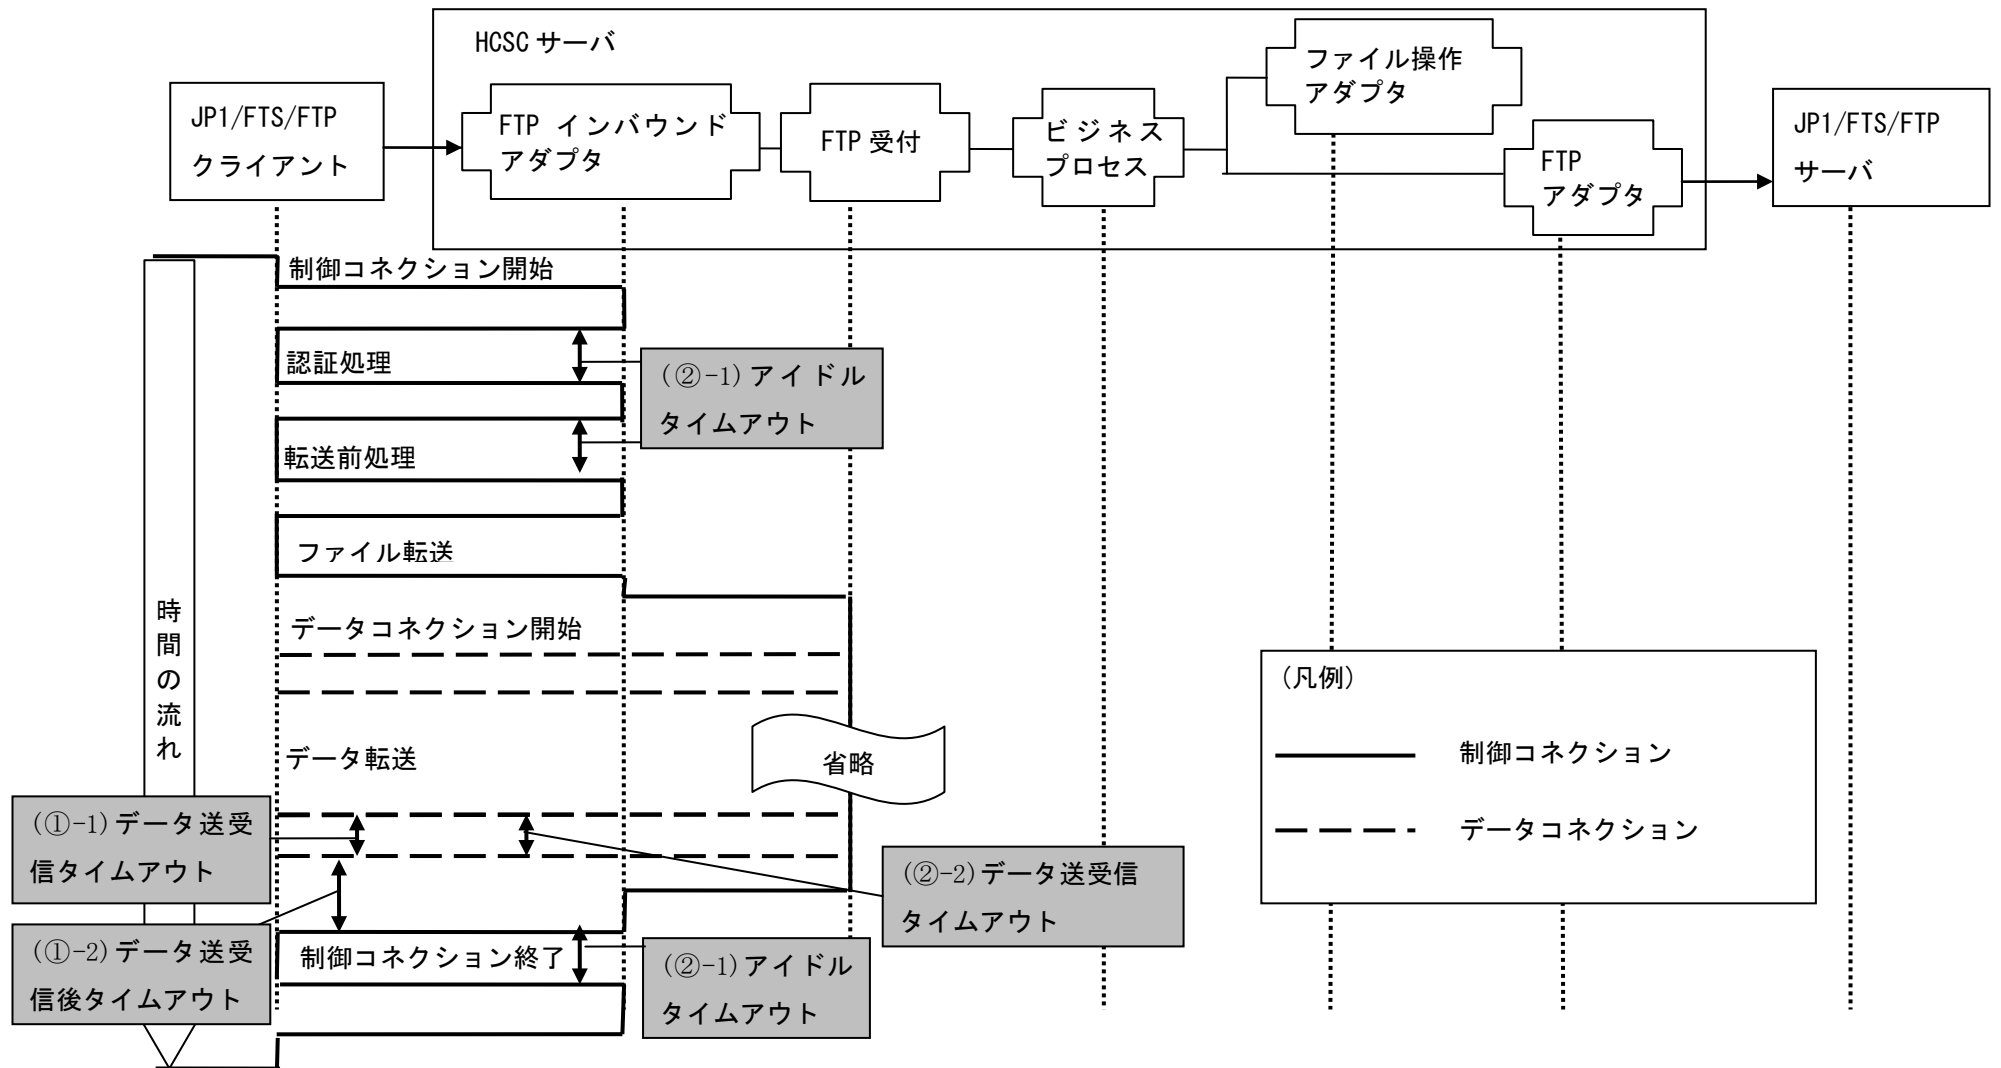 HCSC サーバ
JP1/FTS/FTP
クライアント
FTP インバウンド
アダプタ
FTP 受付
ビジネス
プロセス
ファイル操作
アダプタ
FTP
アダプタ
JP1/FTS/FTP
サーバ
制御コネクション開始
認証処理
(②-1)アイドル
タイムアウト
転送前処理
ファイル転送
時間の流れ
データコネクション開始
データ転送
省略
(凡例)
制御コネクション
データコネクション
(①-1)データ送受
信タイムアウト
(②-2)データ送受信
タイムアウト
(①-2)データ送受
信後タイムアウト
制御コネクション終了
(②-1)アイドル
タイムアウト